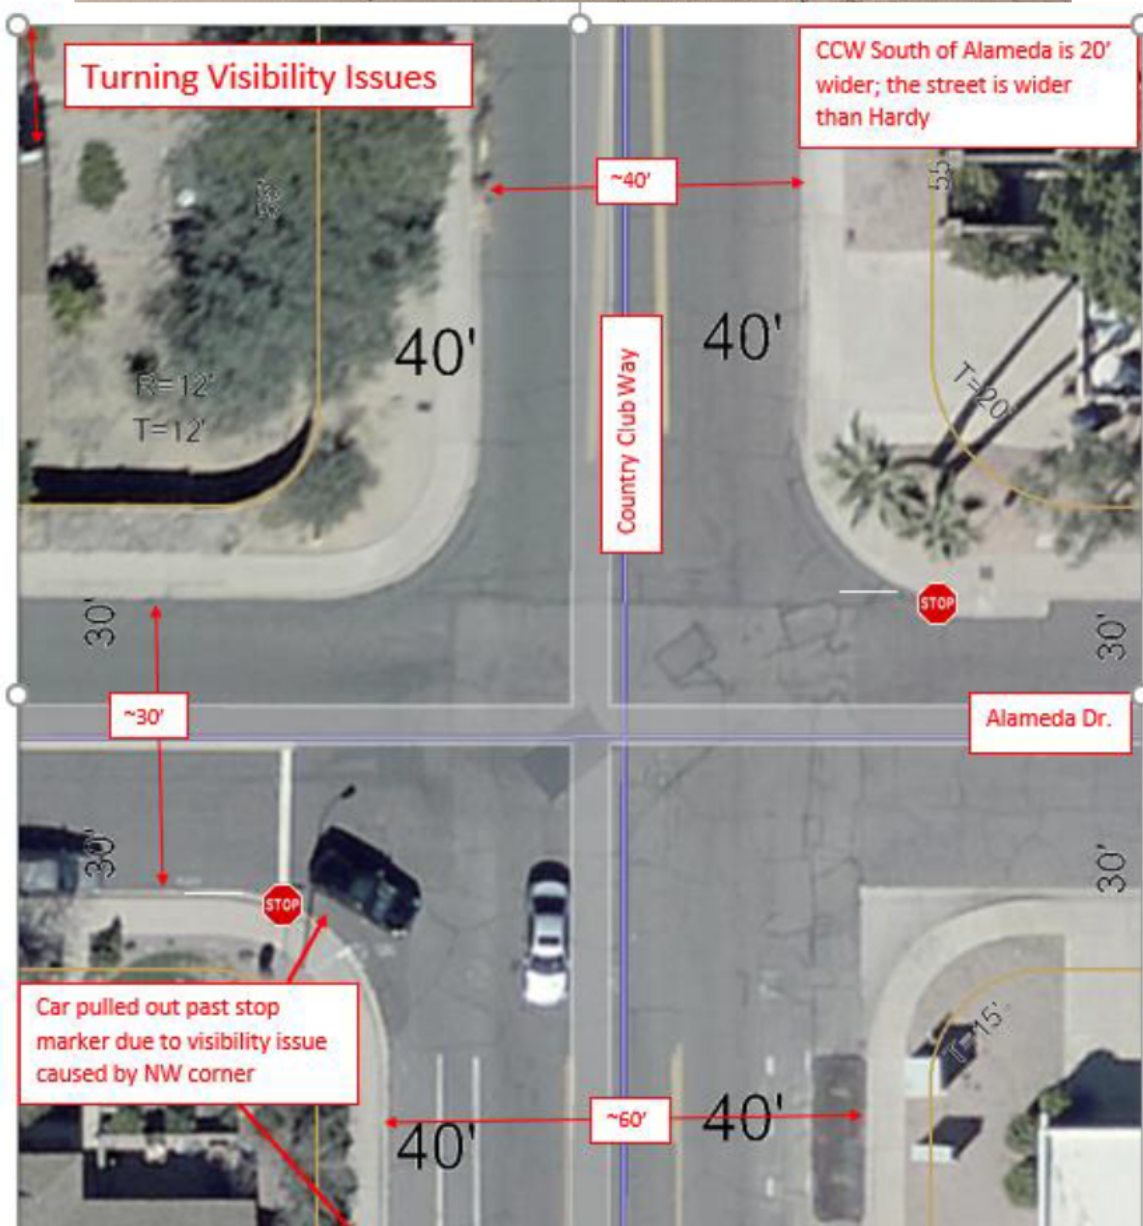 Turning Visibility Issues
CCW South of Alameda is 20'
wider; the street is wider
than Hardy
~40'
55
40'
40'
Country Club Way
R=12'
T=12'
T=20'
STOP
30'
30'
~30'
Alameda Dr.
30'
30'
STOP
Car pulled out past stop
marker due to visibility issue
caused by NW corner
T=15'
~60'
40'
40'